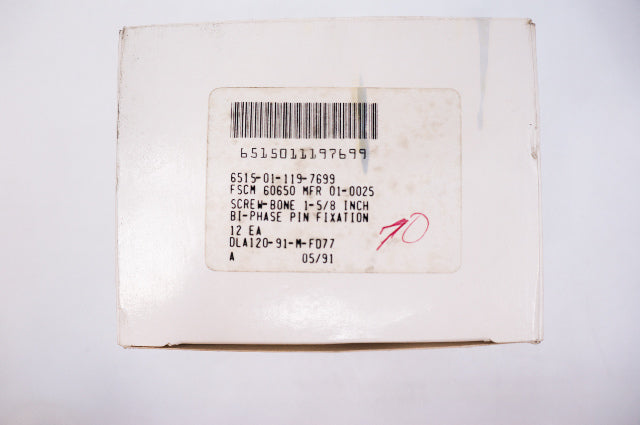 6515011197699
6515-01-119-7699
FSCM 60650 MFR 01-0025
SCREW-BONE 1-5/8 INCH
BI-PHASE PIN FIXATION
12 EA
DLA120-91-M-FD77
A 05/91
70